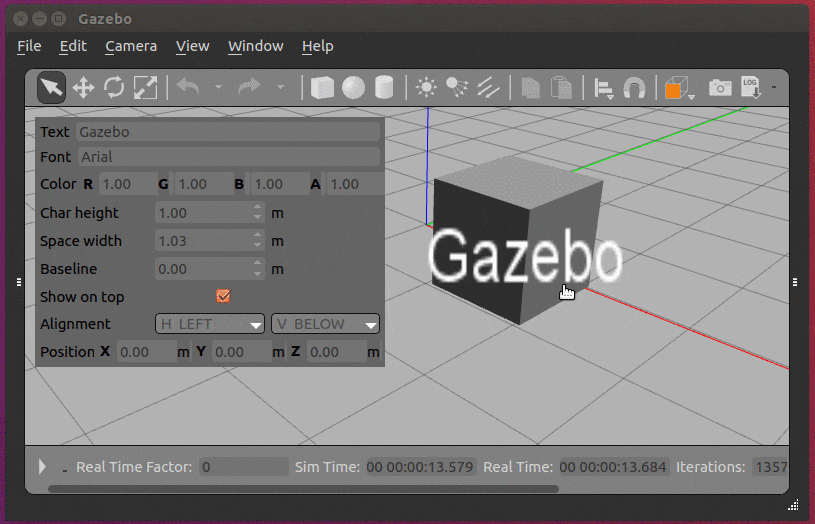 Gazebo
File Edit Camera View Window Help
LOG
Text Gazebo
Font Arial
Color R 1.00 G 1.00 B 1.00 A 1.00
Char height 1.00 m
Space width 1.03 m
Baseline 0.00 m
Show on top
Alignment H LEFT V BELOW
Position X 0.00 m Y 0.00 m Z 0.00 m
Gazebo
Real Time Factor: 0 Sim Time: 00 00:00:13.579 Real Time: 00 00:00:13.684 Iterations: 1357